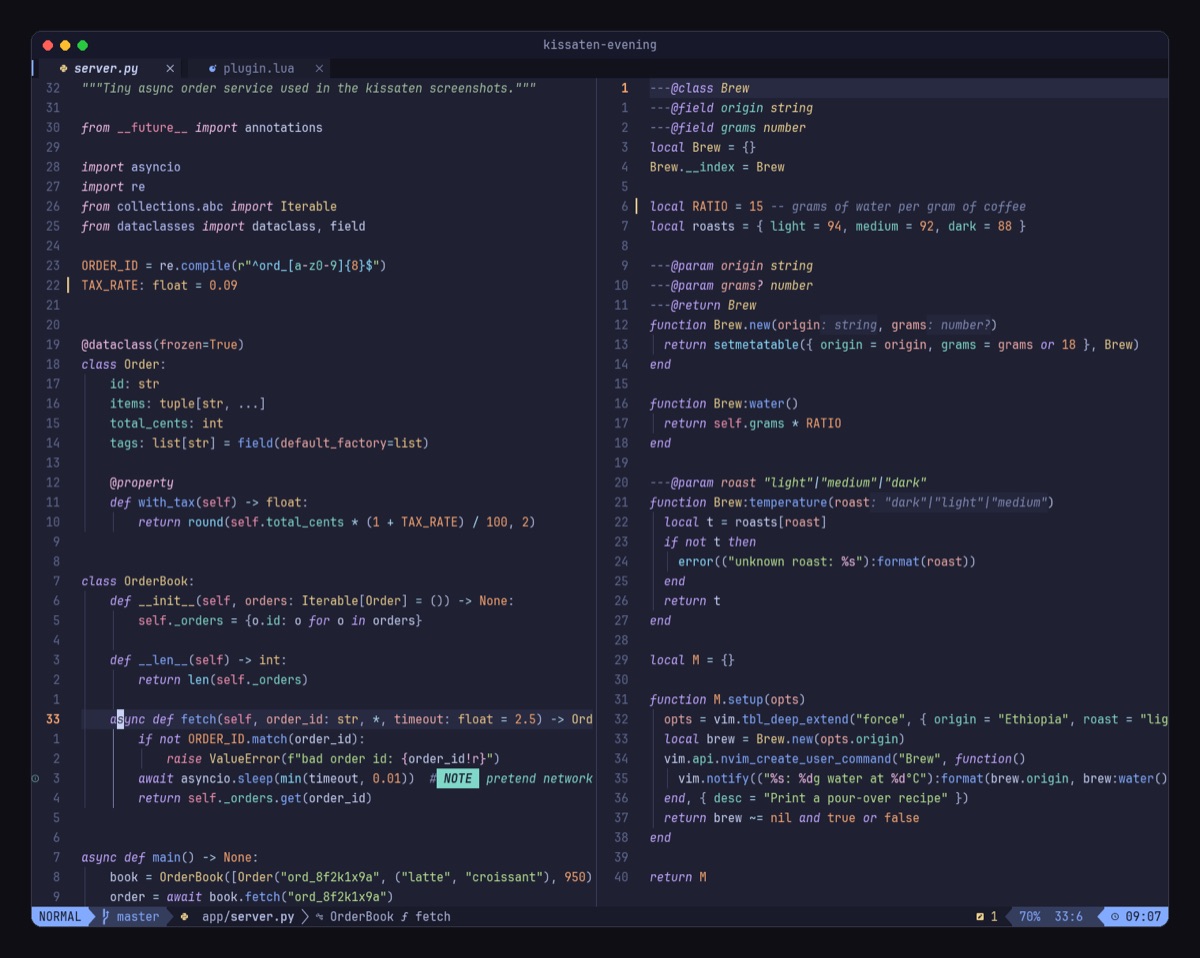 kissaten-evening
server.py ×
plugin.lua ×
32 """Tiny async order service used in the kissaten screenshots."""
31
30 from __future__ import annotations
29
28 import asyncio
27 import re
26 from collections.abc import Iterable
25 from dataclasses import dataclass, field
24
23 ORDER_ID = re.compile(r"^ord_[a-z0-9]{8}$")
22 TAX_RATE: float = 0.09
21
20
19 @dataclass(frozen=True)
18 class Order:
17 id: str
16 items: tuple[str, ...]
15 total_cents: int
14 tags: list[str] = field(default_factory=list)
13
12 @property
11 def with_tax(self) -> float:
10 return round(self.total_cents * (1 + TAX_RATE) / 100, 2)
9
8
7 class OrderBook:
6 def __init__(self, orders: Iterable[Order] = ()) -> None:
5 self._orders = {o.id: o for o in orders}
4
3 def __len__(self) -> int:
2 return len(self._orders)
1
33 async def fetch(self, order_id: str, *, timeout: float = 2.5) -> Ord
1 if not ORDER_ID.match(order_id):
2 raise ValueError(f"bad order id: {order_id!r}")
3 await asyncio.sleep(min(timeout, 0.01)) # NOTE pretend network
4 return self._orders.get(order_id)
5
6
7 async def main() -> None:
8 book = OrderBook([Order("ord_8f2k1x9a", ("latte", "croissant"), 950)
9 order = await book.fetch("ord_8f2k1x9a")
1 ---@class Brew
1 ---@field origin string
2 ---@field grams number
3 local Brew = {}
4 Brew.__index = Brew
5
6 local RATIO = 15 -- grams of water per gram of coffee
7 local roasts = { light = 94, medium = 92, dark = 88 }
8
9 ---@param origin string
10 ---@param grams? number
11 ---@return Brew
12 function Brew.new(origin: string, grams: number?)
13 return setmetatable({ origin = origin, grams = grams or 18 }, Brew)
14 end
15
16 function Brew:water()
17 return self.grams * RATIO
18 end
19
20 ---@param roast "light"|"medium"|"dark"
21 function Brew:temperature(roast: "dark"|"light"|"medium")
22 local t = roasts[roast]
23 if not t then
24 error(("unknown roast: %s"):format(roast))
25 end
26 return t
27 end
28
29 local M = {}
30
31 function M.setup(opts)
32 opts = vim.tbl_deep_extend("force", { origin = "Ethiopia", roast = "lig
33 local brew = Brew.new(opts.origin)
34 vim.api.nvim_create_user_command("Brew", function()
35 vim.notify(("%s: %dg water at %d°C"):format(brew.origin, brew:water()
36 end, { desc = "Print a pour-over recipe" })
37 return brew ~= nil and true or false
38 end
39
40 return M
NORMAL master app/server.py OrderBook fetch 1 70% 33:6 09:07